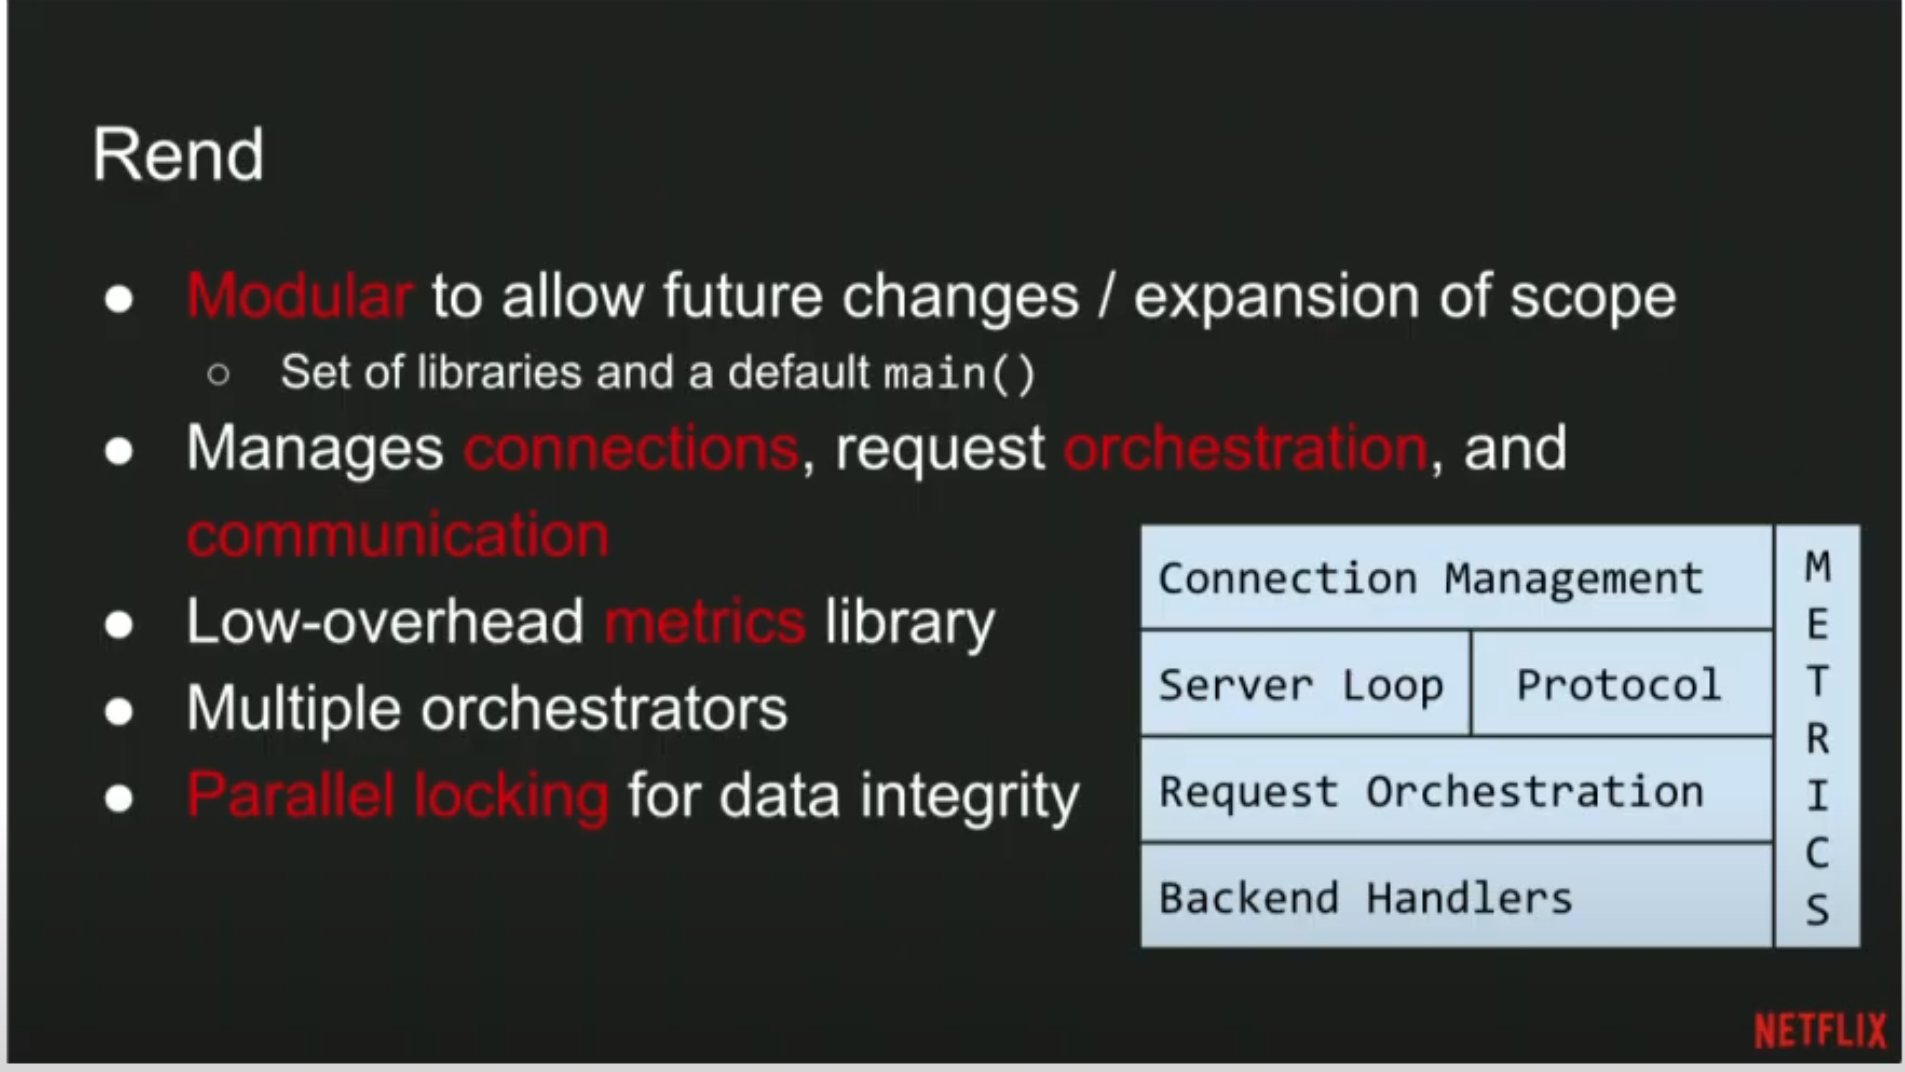 Rend
● Modular to allow future changes / expansion of scope
○ Set of libraries and a default main()
● Manages connections, request orchestration, and
communication
● Low-overhead metrics library
● Multiple orchestrators
● Parallel locking for data integrity
Connection Management
Server Loop Protocol
Request Orchestration
Backend Handlers
METRICS
NETFLIX